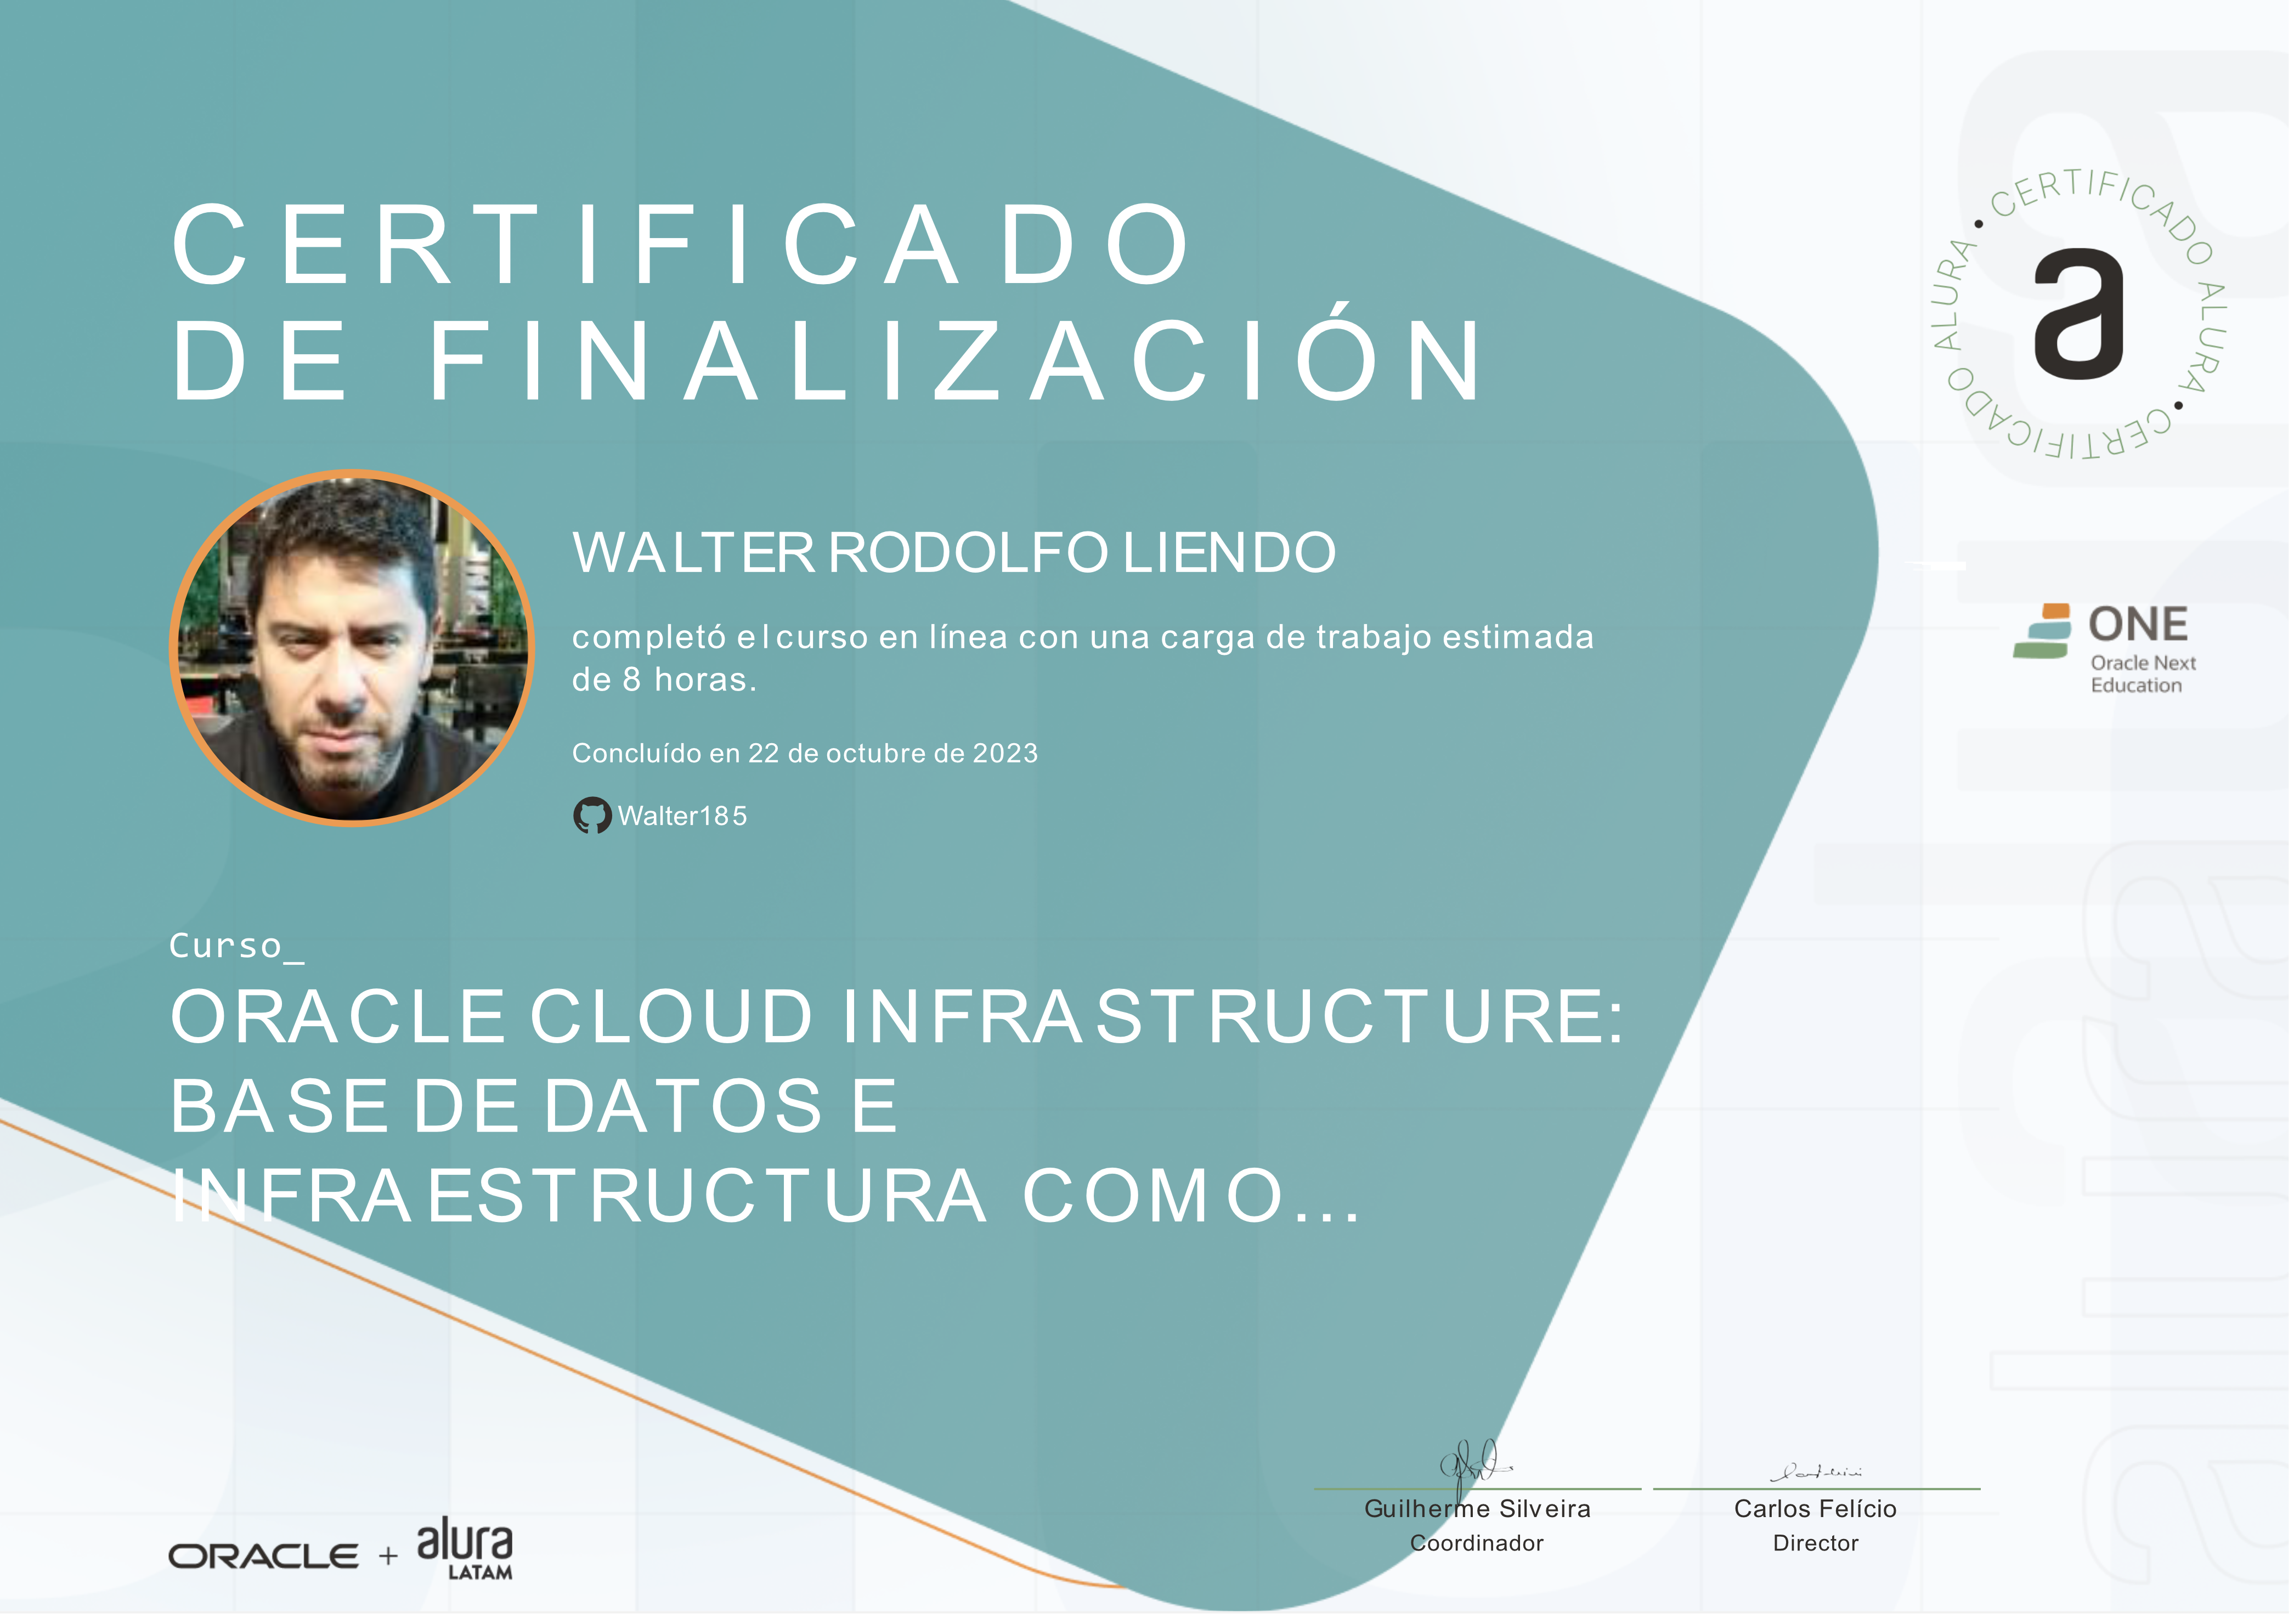 CERTIFICADO
DE FINALIZACIÓN
CERTIFICADO ALURA • CERTIFICADO ALURA •
a
WALTER RODOLFO LIENDO
completó el curso en línea con una carga de trabajo estimada
de 8 horas.
Concluído en 22 de octubre de 2023
Walter185
ONE
Oracle Next
Education
Curso_
ORACLE CLOUD INFRASTRUCTURE:
BASE DE DATOS E
INFRAESTRUCTURA COMO...
alura
Guilherme Silveira
Coordinador
Carlos Felício
Director
ORACLE + alura
LATAM